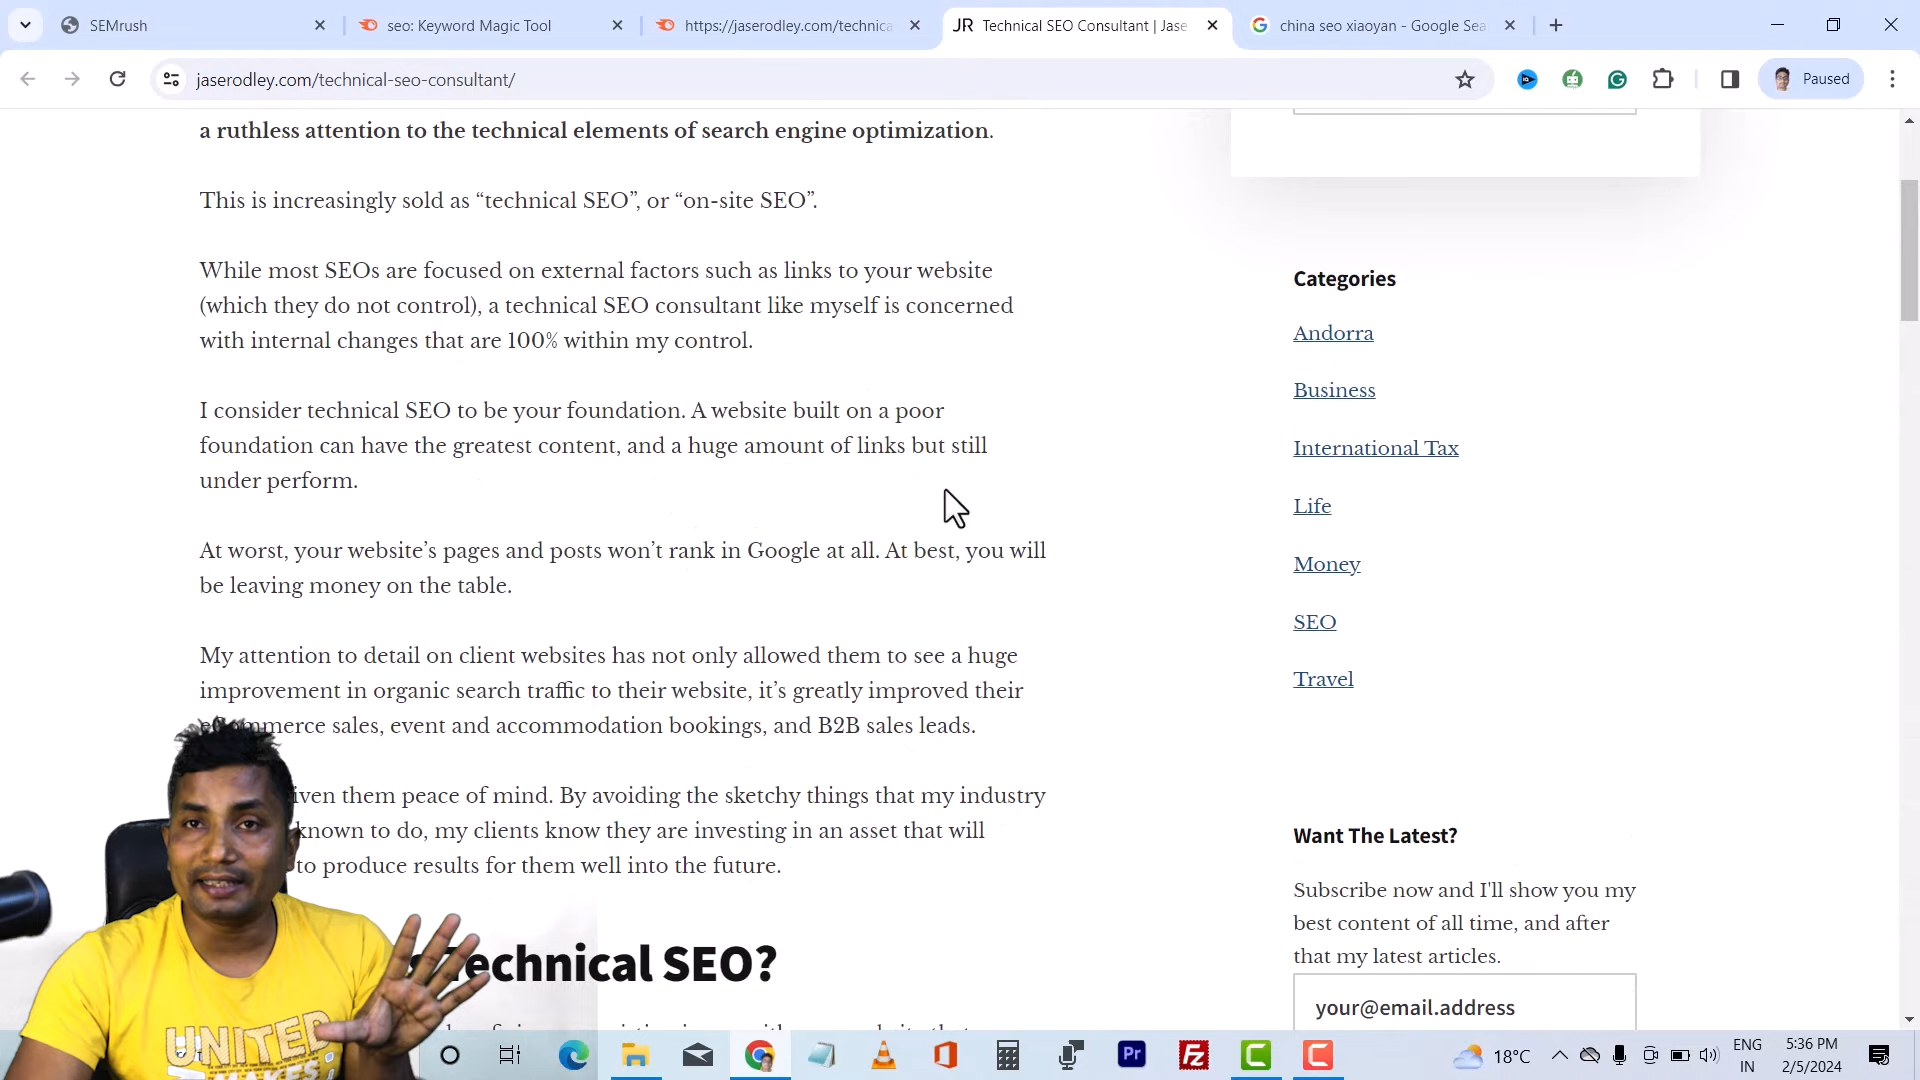 SEMrush
seo: Keyword Magic Tool
https://jaserodley.com/technica
JR Technical SEO Consultant | Jase
china seo xiaoyan - Google Sea
jaserodley.com/technical-seo-consultant/
Paused
a ruthless attention to the technical elements of search engine optimization.
This is increasingly sold as “technical SEO”, or “on-site SEO”.
While most SEOs are focused on external factors such as links to your website
(which they do not control), a technical SEO consultant like myself is concerned
with internal changes that are 100% within my control.
I consider technical SEO to be your foundation. A website built on a poor
foundation can have the greatest content, and a huge amount of links but still
under perform.
At worst, your website’s pages and posts won’t rank in Google at all. At best, you will
be leaving money on the table.
My attention to detail on client websites has not only allowed them to see a huge
improvement in organic search traffic to their website, it’s greatly improved their
sales, event and accommodation bookings, and B2B sales leads.
them peace of mind. By avoiding the sketchy things that my industry
known to do, my clients know they are investing in an asset that will
to produce results for them well into the future.
Technical SEO?
Categories
Andorra
Business
International Tax
Life
Money
SEO
Travel
Want The Latest?
Subscribe now and I'll show you my
best content of all time, and after
that my latest articles.
your@email.address
UNITED
MAKES
Pr
Fz
C
C
18°C
ENG
IN
5:36 PM
2/5/2024